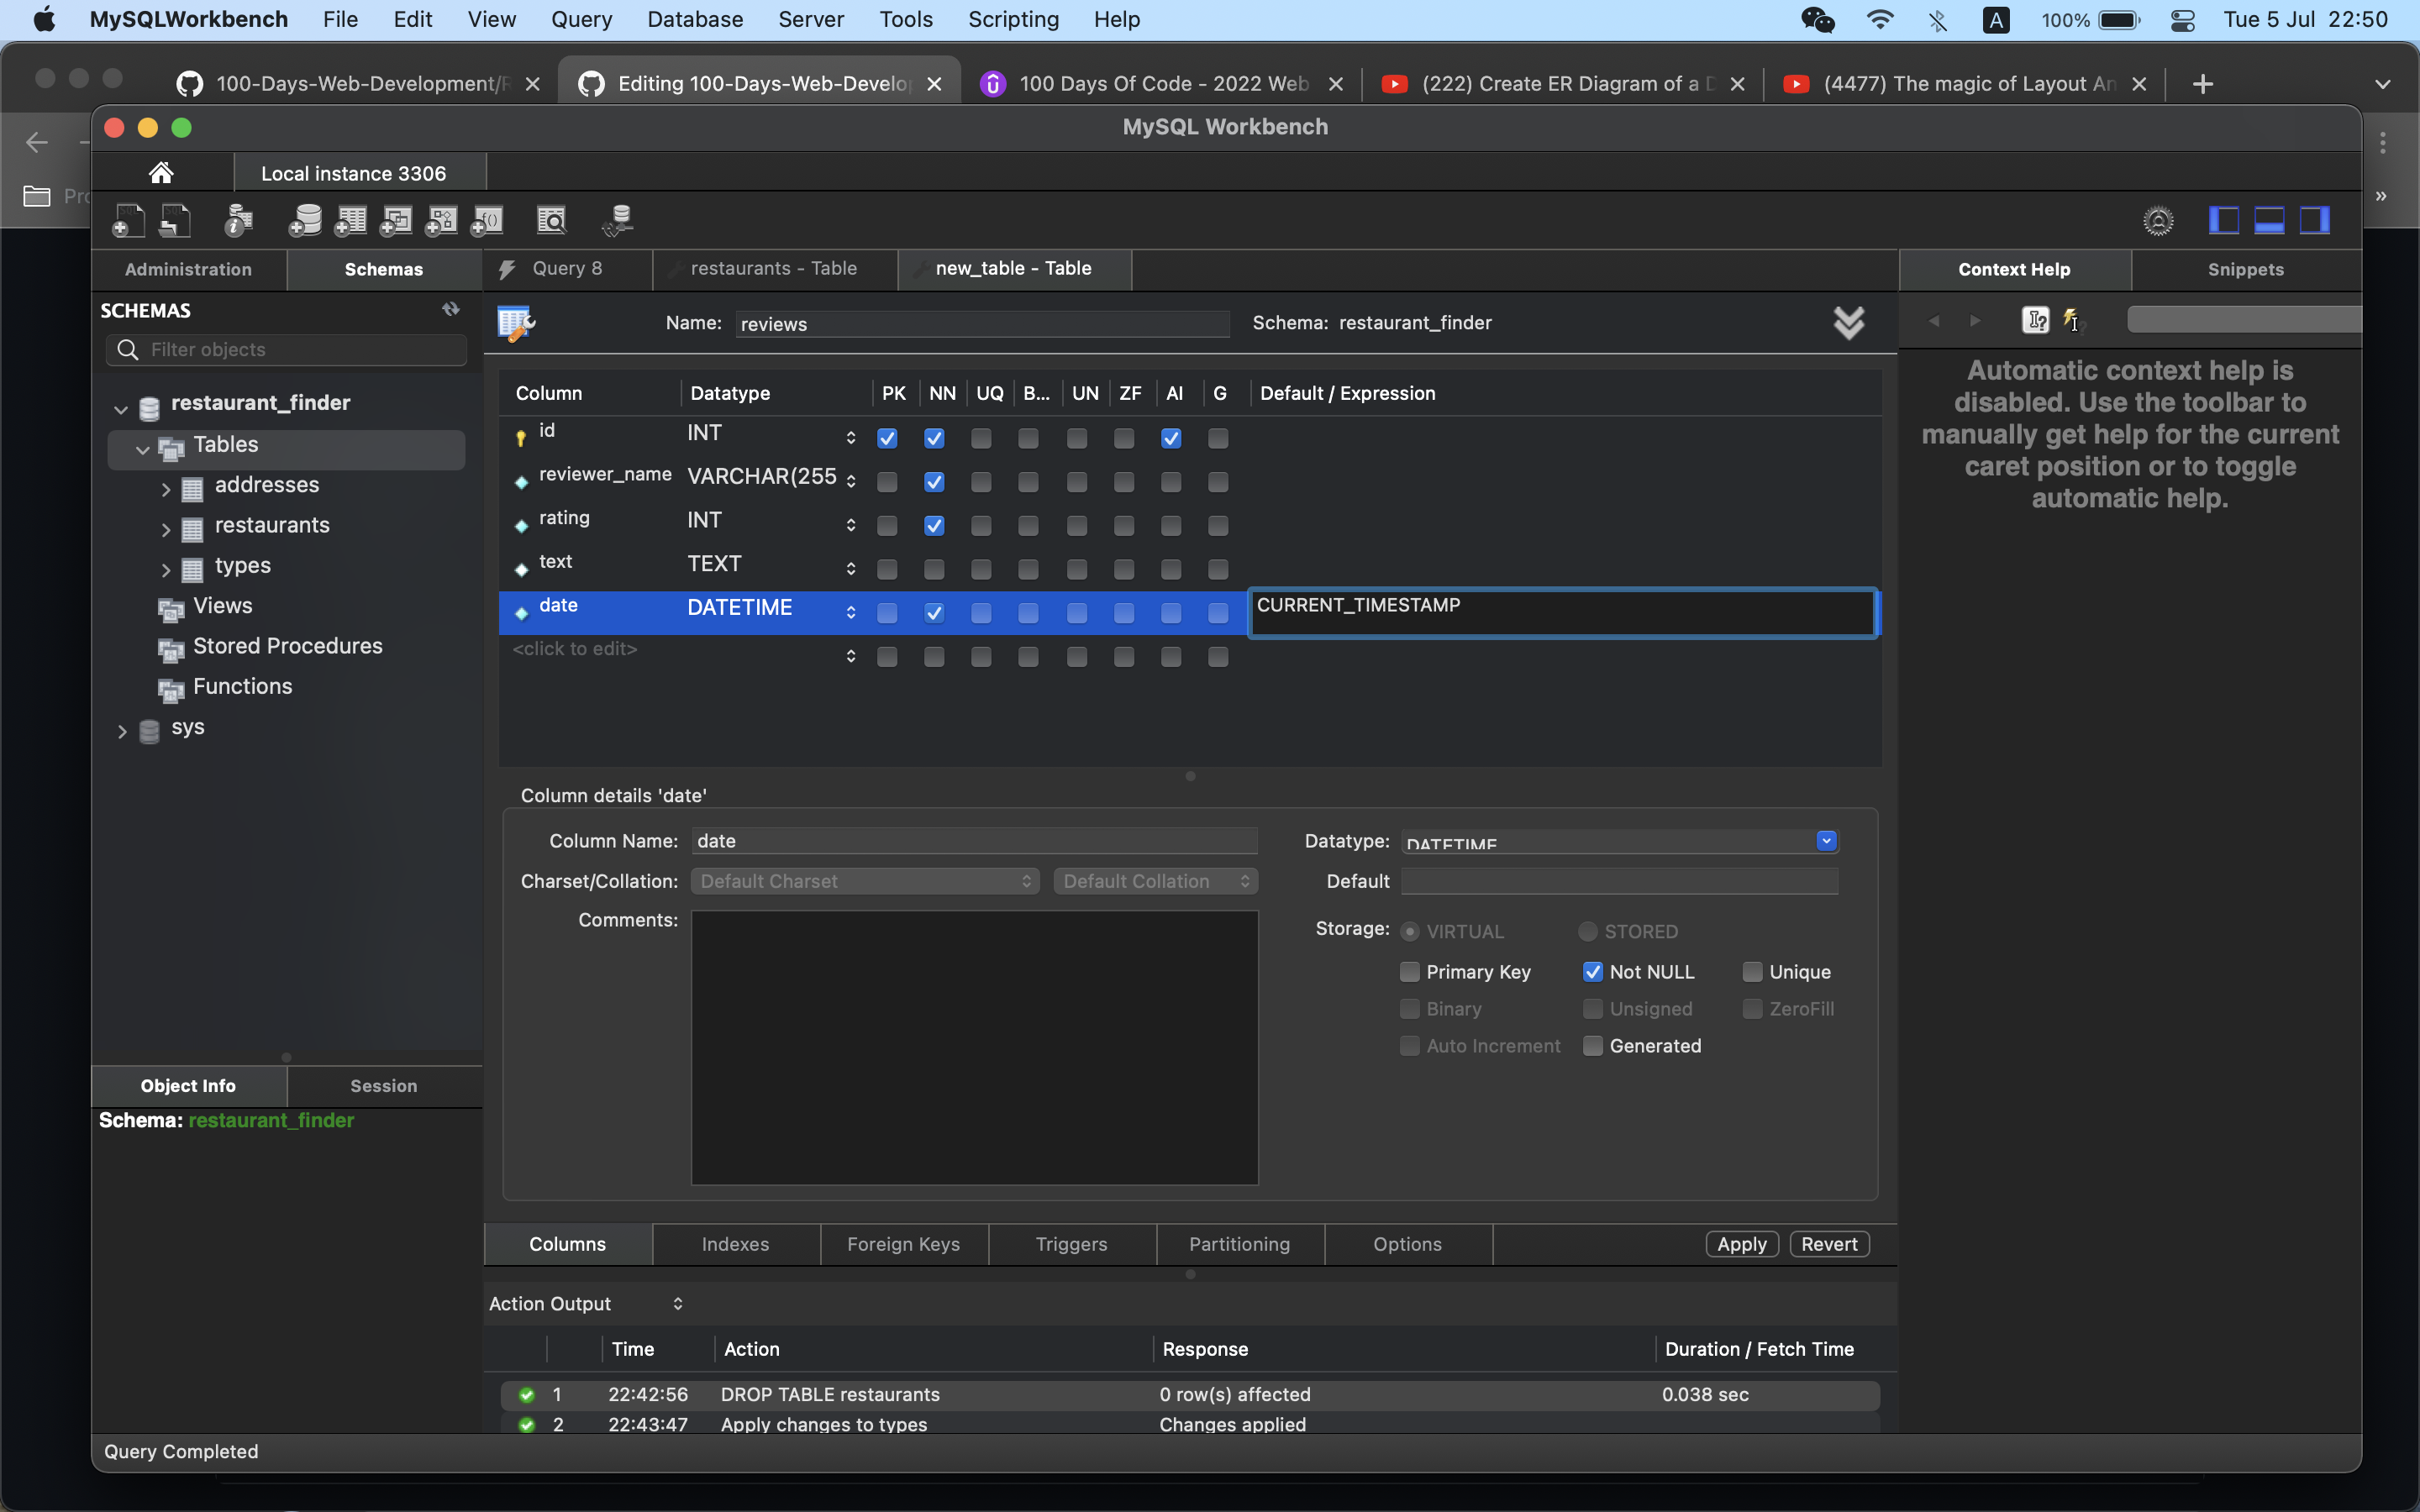 MySQLWorkbench File Edit View Query Database Server Tools Scripting Help A 100% Tue 5 Jul 22:50
100-Days-Web-Development/ Editing 100-Days-Web-Develo 100 Days Of Code - 2022 Web (222) Create ER Diagram of a (4477) The magic of Layout An
MySQL Workbench
Local instance 3306
Administration Schemas Query 8 restaurants - Table new_table - Table Context Help Snippets
SCHEMAS
Name: reviews Schema: restaurant_finder
Filter objects
restaurant_finder
Tables
addresses
restaurants
types
Views
Stored Procedures
Functions
sys
Column Datatype PK NN UQ B... UN ZF AI G Default / Expression
id INT
reviewer_name VARCHAR(255
rating INT
text TEXT
date DATETIME CURRENT_TIMESTAMP
<click to edit>
Automatic context help is
disabled. Use the toolbar to
manually get help for the current
caret position or to toggle
automatic help.
Column details 'date'
Column Name: date Datatype: DATETIME
Charset/Collation: Default Charset Default Collation Default
Comments: Storage: VIRTUAL STORED
Primary Key Not NULL Unique
Binary Unsigned ZeroFill
Auto Increment Generated
Object Info Session
Schema: restaurant_finder
Columns Indexes Foreign Keys Triggers Partitioning Options Apply Revert
Action Output
Time Action Response Duration / Fetch Time
1 22:42:56 DROP TABLE restaurants 0 row(s) affected 0.038 sec
2 22:43:47 Apply changes to types Changes applied
Query Completed